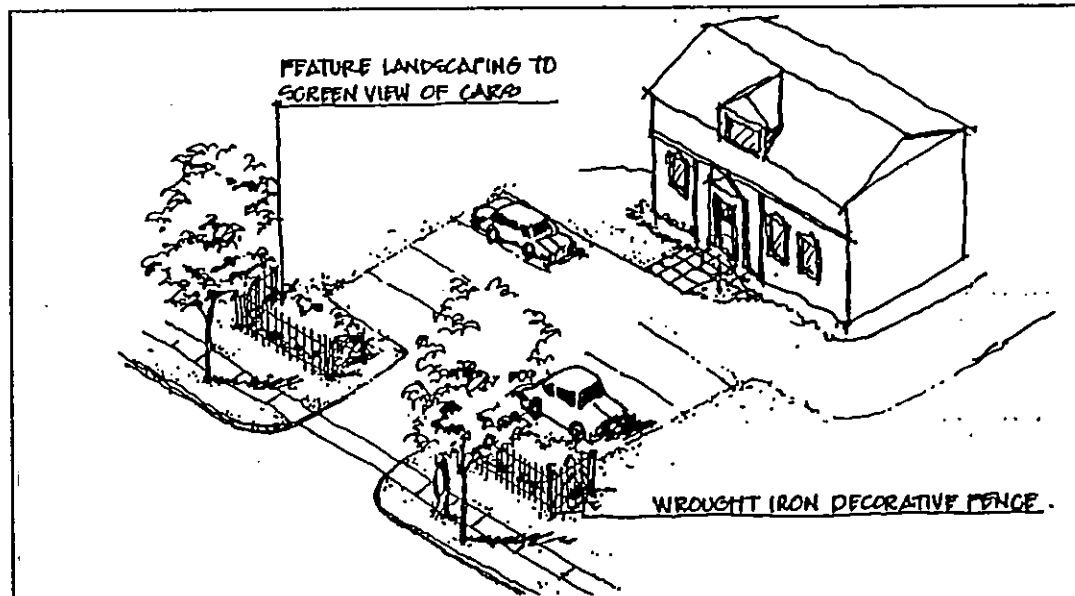 FEATURE LANDSCAPING TO
SCREEN VIEW OF CARS
WROUGHT IRON DECORATIVE FENCE.